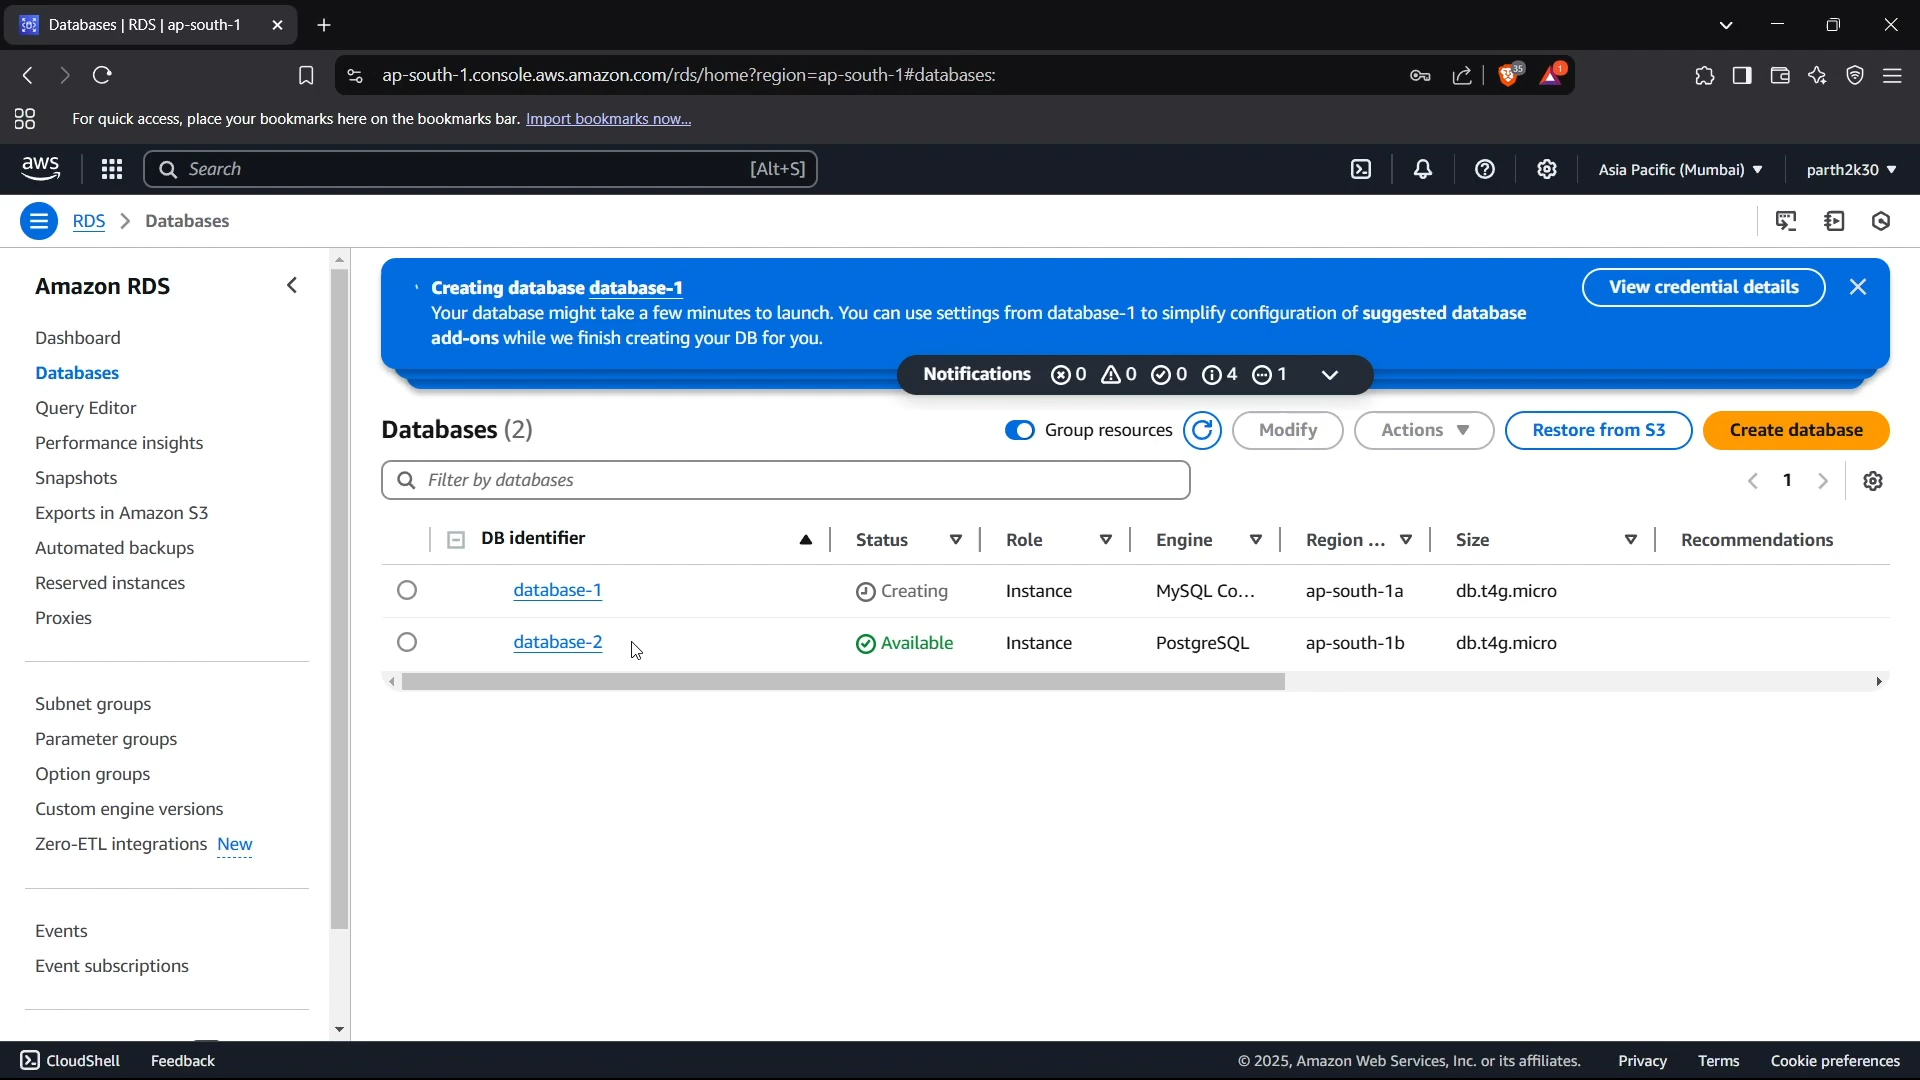 Databases | RDS | ap-south-1
ap-south-1.console.aws.amazon.com/rds/home?region=ap-south-1#databases:
35
1
For quick access, place your bookmarks here on the bookmarks bar. Import bookmarks now...
aws
Search
[Alt+S]
Asia Pacific (Mumbai)
parth2k30
RDS
Databases
Amazon RDS
Dashboard
Databases
Query Editor
Performance insights
Snapshots
Exports in Amazon S3
Automated backups
Reserved instances
Proxies
Subnet groups
Parameter groups
Option groups
Custom engine versions
Zero-ETL integrations New
Events
Event subscriptions
Creating database database-1
Your database might take a few minutes to launch. You can use settings from database-1 to simplify configuration of suggested database
add-ons while we finish creating your DB for you.
View credential details
Notifications 0 0 0 4 1
Databases (2)
Group resources
Modify
Actions
Restore from S3
Create database
Filter by databases
1
DB identifier Status Role Engine Region ... Size Recommendations
database-1 Creating Instance MySQL Co... ap-south-1a db.t4g.micro
database-2 Available Instance PostgreSQL ap-south-1b db.t4g.micro
CloudShell
Feedback
© 2025, Amazon Web Services, Inc. or its affiliates.
Privacy
Terms
Cookie preferences